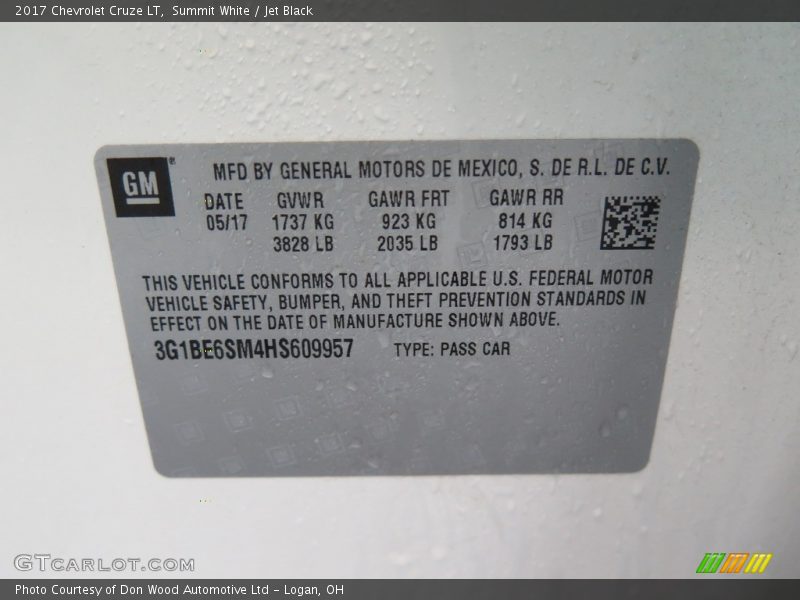 2017 Chevrolet Cruze LT, Summit White / Jet Black
GM®
MFD BY GENERAL MOTORS DE MEXICO, S. DE R.L. DE C.V.
DATE GVWR GAWR FRT GAWR RR
05/17 1737 KG 923 KG 814 KG
3828 LB 2035 LB 1793 LB
THIS VEHICLE CONFORMS TO ALL APPLICABLE U.S. FEDERAL MOTOR
VEHICLE SAFETY, BUMPER, AND THEFT PREVENTION STANDARDS IN
EFFECT ON THE DATE OF MANUFACTURE SHOWN ABOVE.
3G1BE6SM4HS609957 TYPE: PASS CAR
GTCARLOT.COM
Photo Courtesy of Don Wood Automotive Ltd - Logan, OH